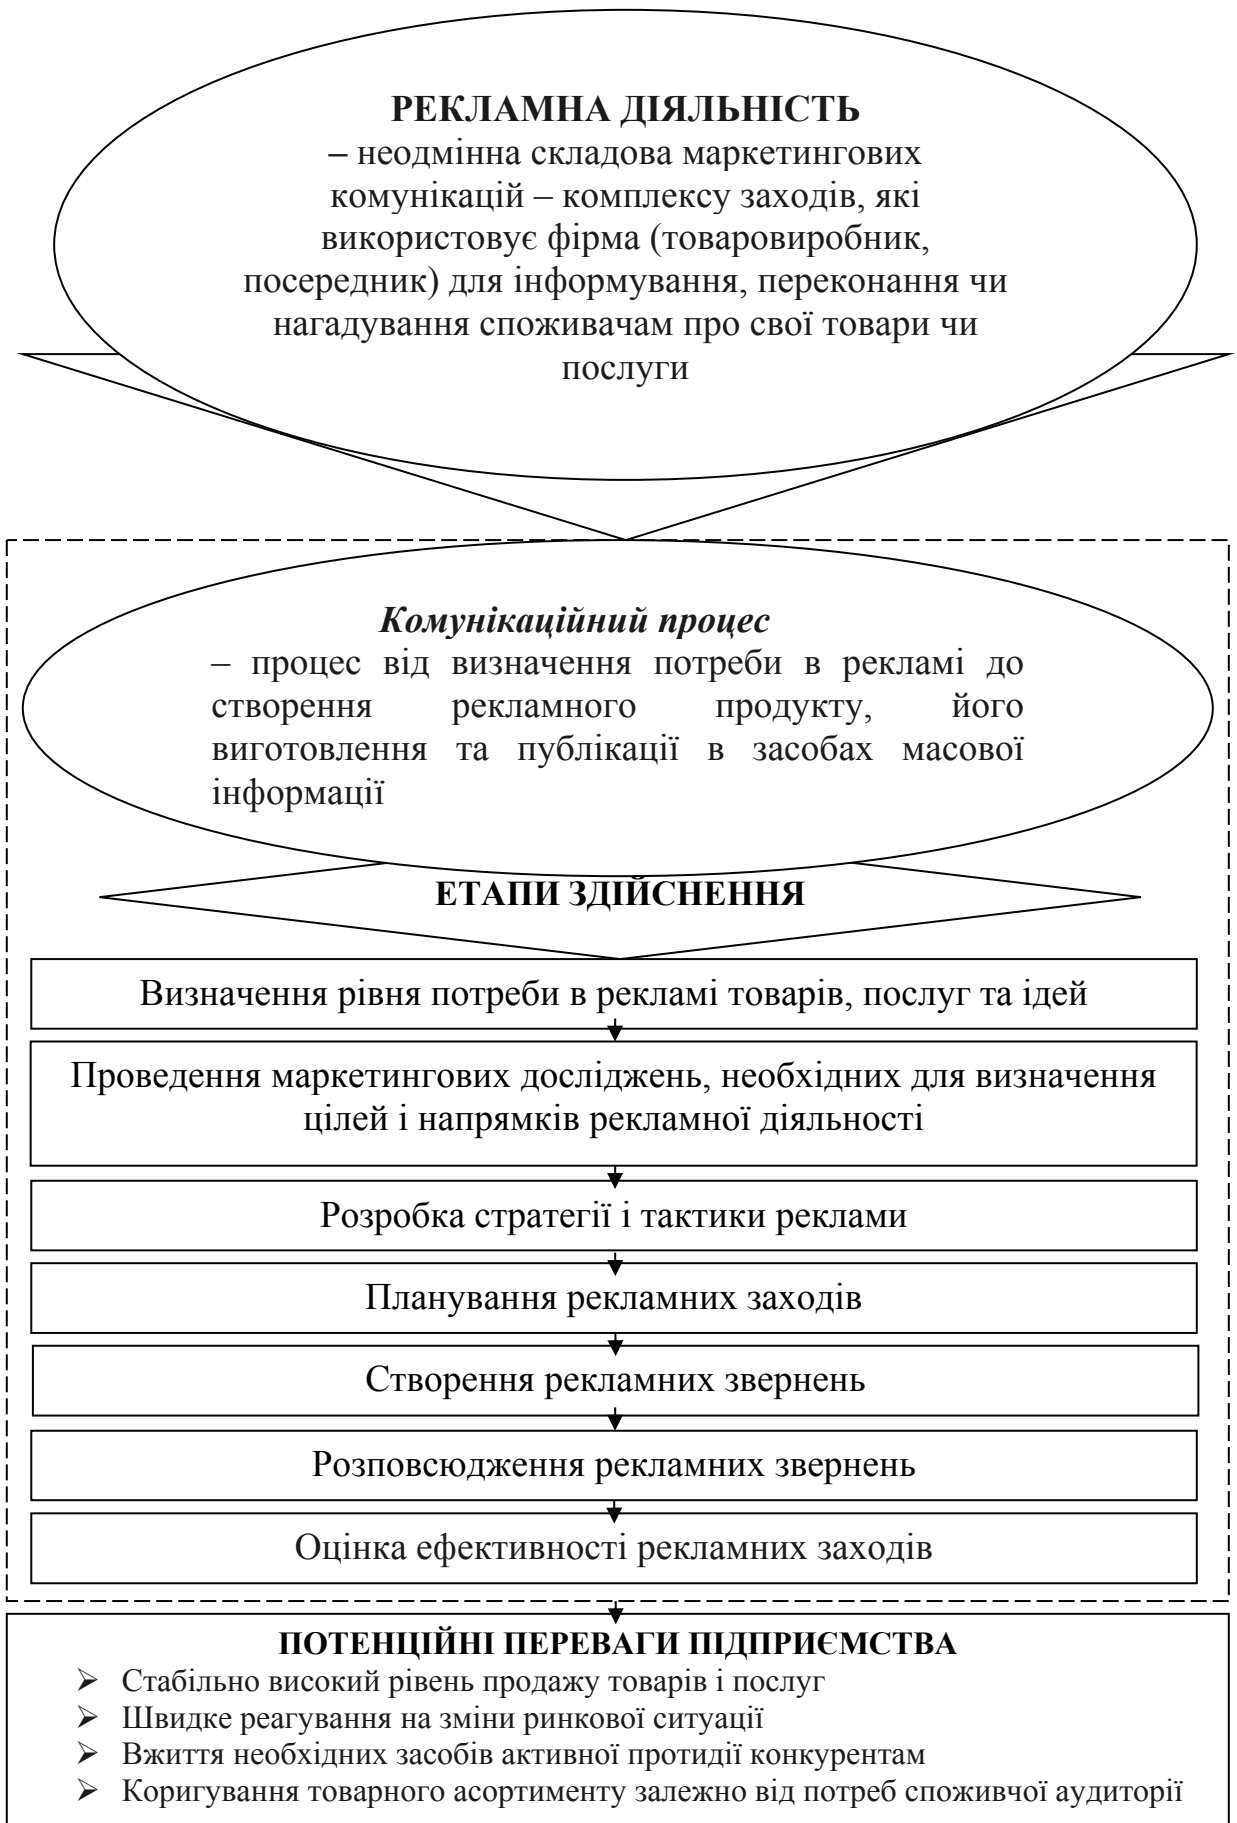 РЕКЛАМНА ДІЯЛЬНІСТЬ
– неодмінна складова маркетингових
комунікацій – комплексу заходів, які
використовує фірма (товаровиробник,
посередник) для інформування, переконання чи
нагадування споживачам про свої товари чи
послуги
Комунікаційний процес
– процес від визначення потреби в рекламі до
створення рекламного продукту, його
виготовлення та публікації в засобах масової
інформації
ЕТАПИ ЗДІЙСНЕННЯ
Визначення рівня потреби в рекламі товарів, послуг та ідей
Проведення маркетингових досліджень, необхідних для визначення
цілей і напрямків рекламної діяльності
Розробка стратегії і тактики реклами
Планування рекламних заходів
Створення рекламних звернень
Розповсюдження рекламних звернень
Оцінка ефективності рекламних заходів
ПОТЕНЦІЙНІ ПЕРЕВАГИ ПІДПРИЄМСТВА
➢ Стабільно високий рівень продажу товарів і послуг
➢ Швидке реагування на зміни ринкової ситуації
➢ Вжиття необхідних засобів активної протидії конкурентам
➢ Коригування товарного асортименту залежно від потреб споживчої аудиторії